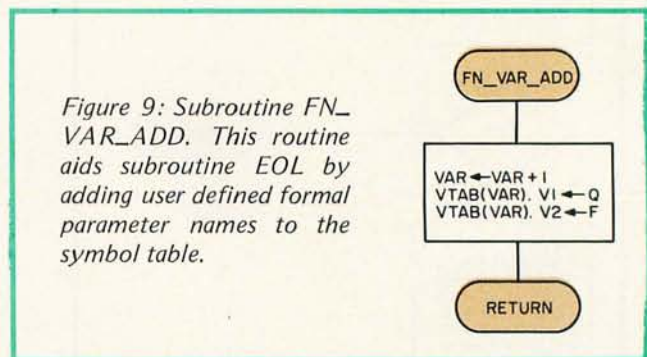 Figure 9: Subroutine FN_
VAR_ADD. This routine
aids subroutine EOL by
adding user defined formal
parameter names to the
symbol table.
FN_VAR_ADD
VAR←VAR+1
VTAB(VAR). V1←Q
VTAB(VAR). V2←F
RETURN